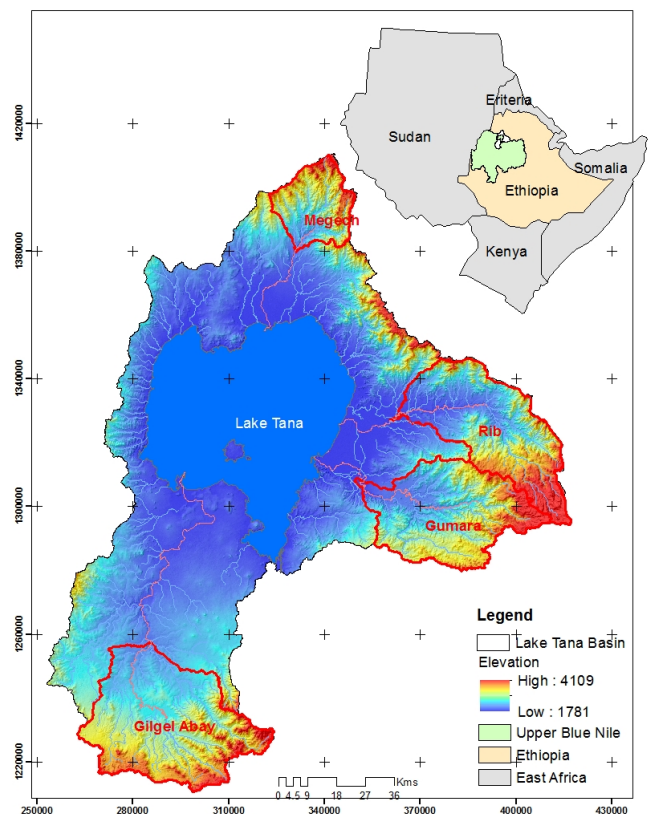 Eriteria
Sudan
Somalia
Ethiopia
Kenya
Megech
Lake Tana
Rib
Gumara
Gilgel Abay
Legend
Lake Tana Basin
Elevation
High : 4109
Low : 1781
Upper Blue Nile
Ethiopia
East Africa
Kms
0 4.5 9 18 27 36
1420000
1380000
1340000
1300000
1260000
1220000
250000 280000 310000 340000 370000 400000 430000